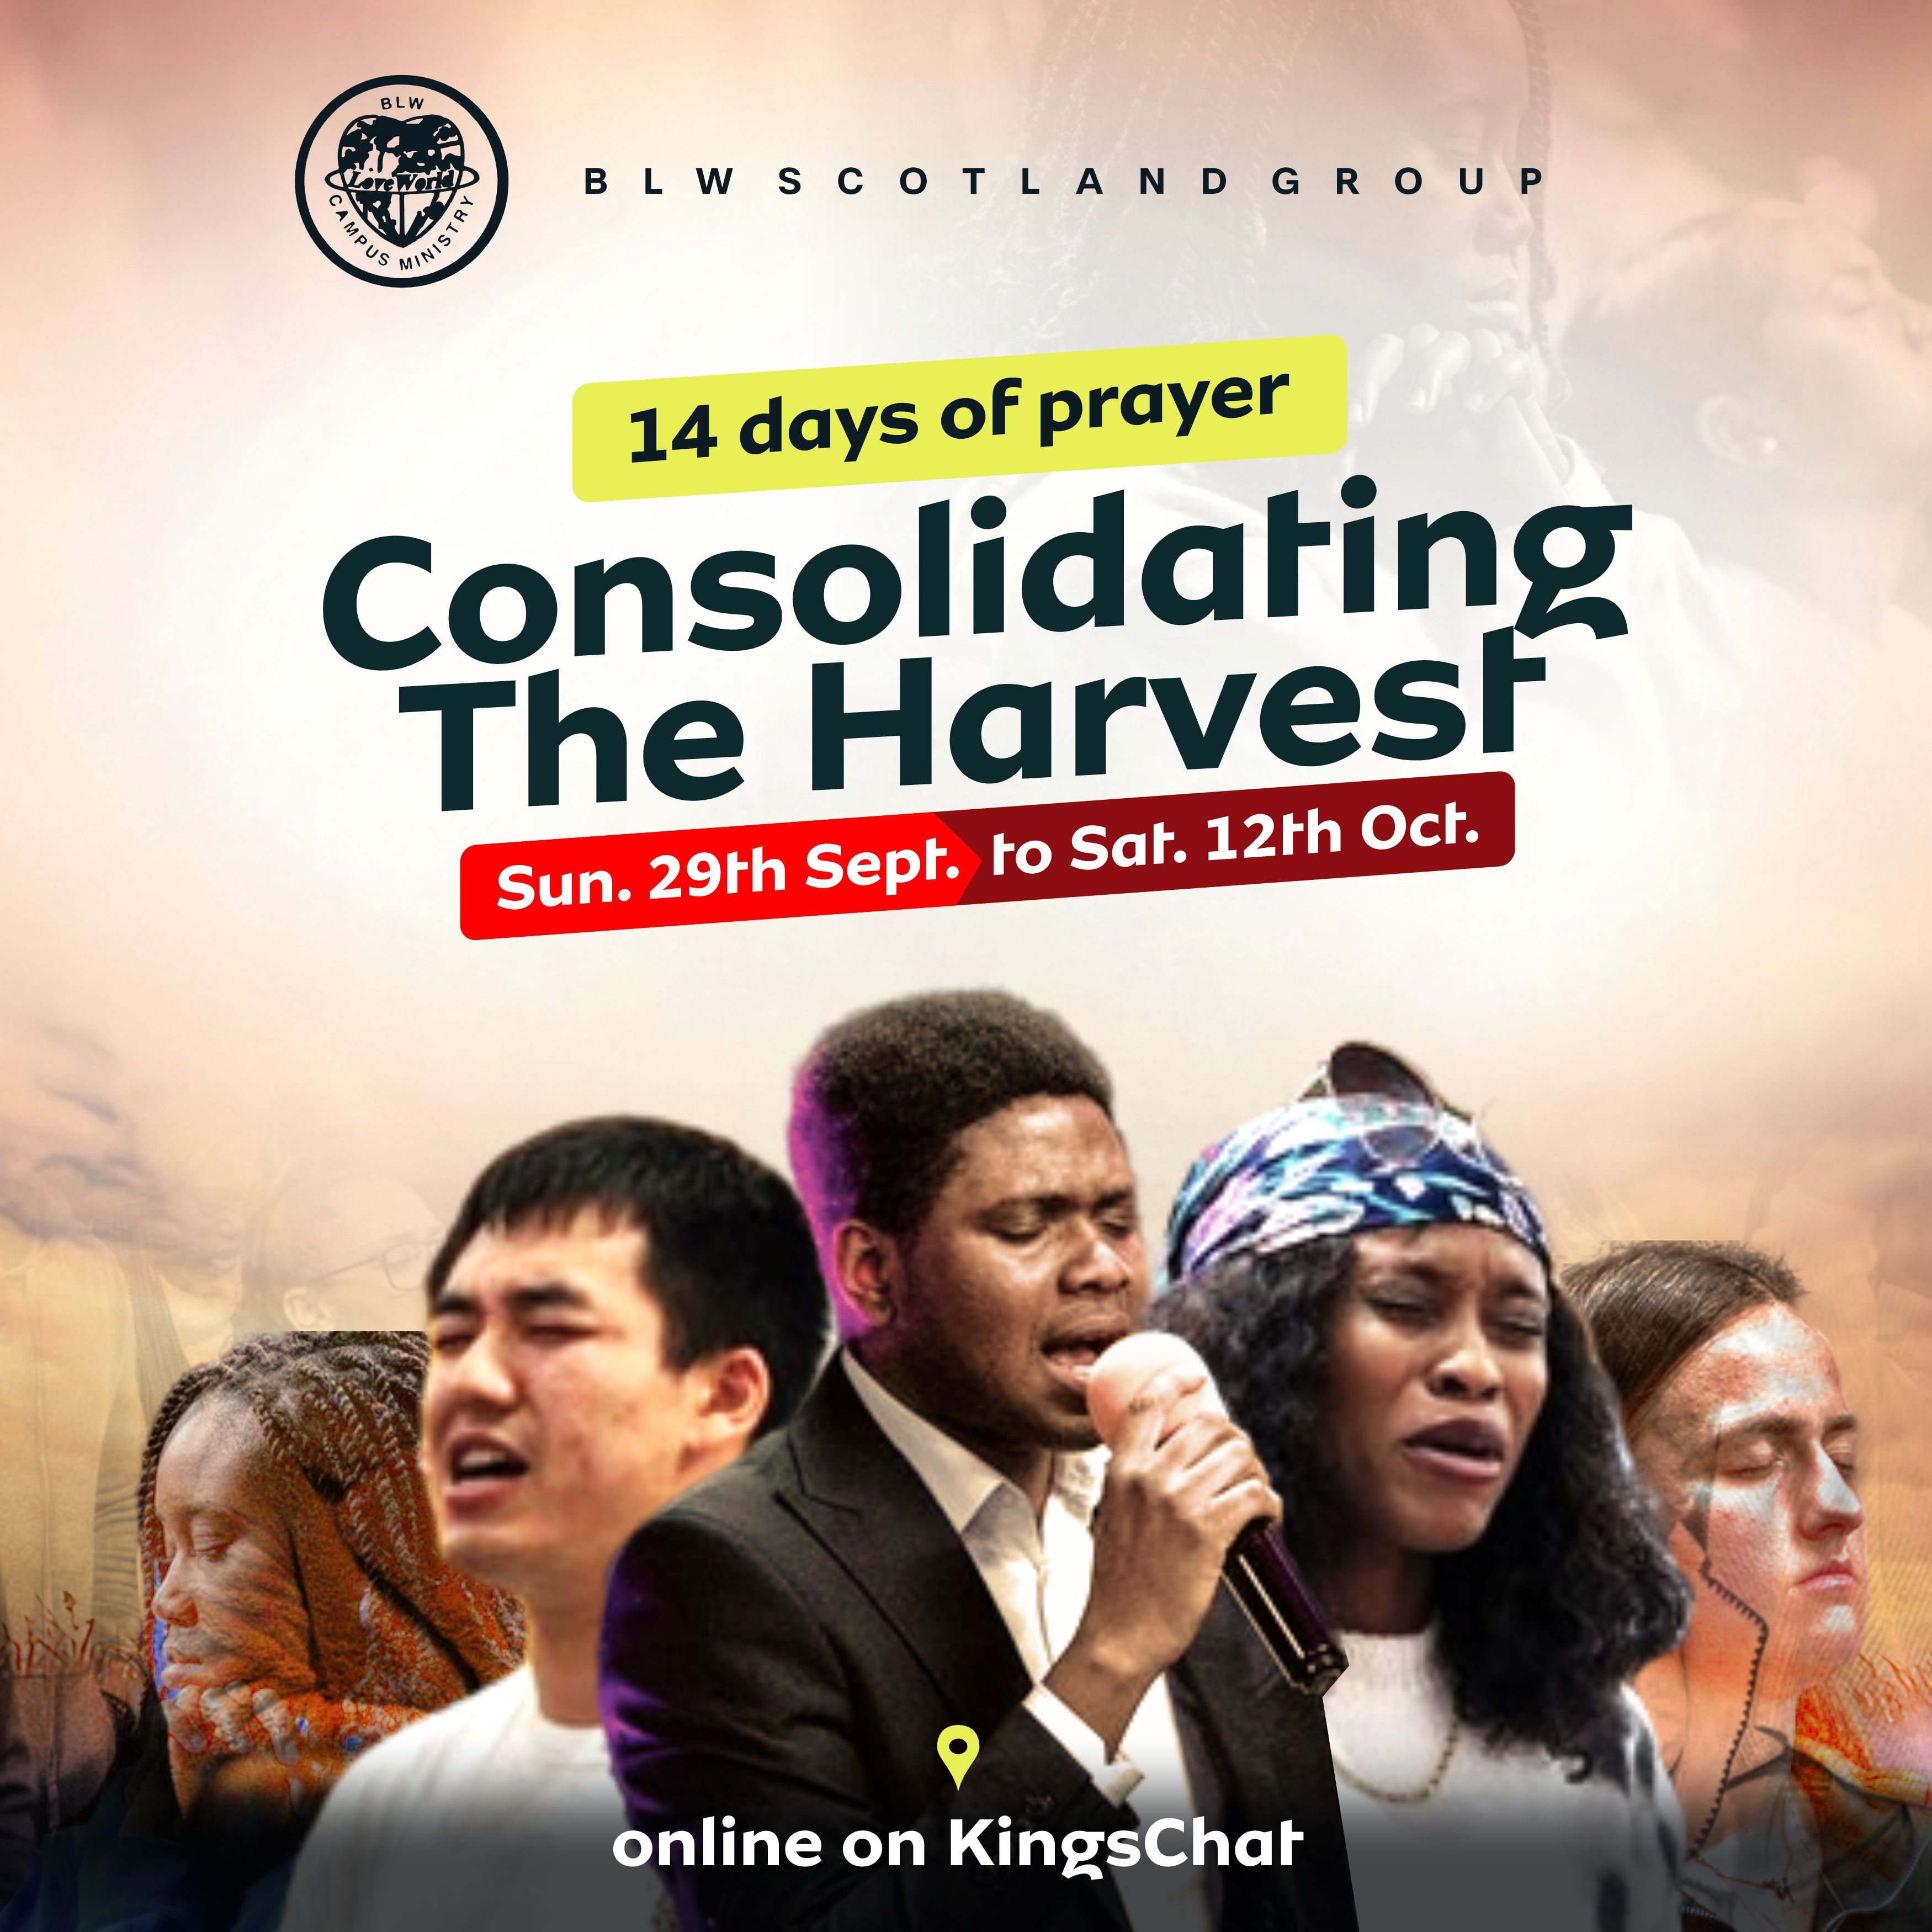 BLW
LoveWorld
CAMPUS MINISTRY
BLW SCOTLAND GROUP
14 days of prayer
Consolidating
The Harvest
Sun. 29th Sept. to Sat. 12th Oct.
online on KingsChat